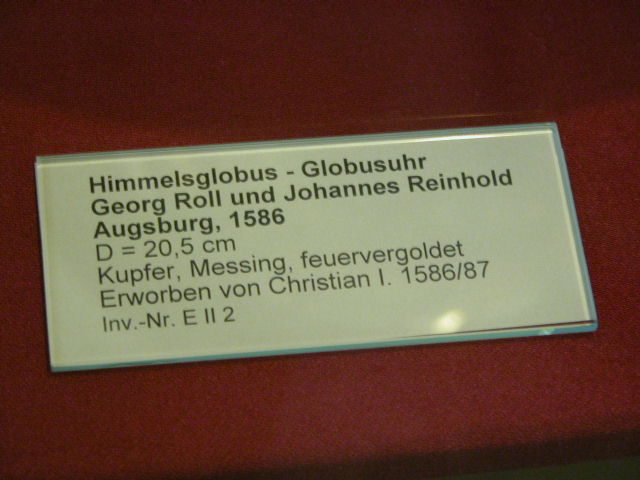 Himmelsglobus - Globusuhr
Georg Roll und Johannes Reinhold
Augsburg, 1586
D = 20,5 cm
Kupfer, Messing, feuervergoldet
Erworben von Christian I. 1586/87
Inv.-Nr. E II 2